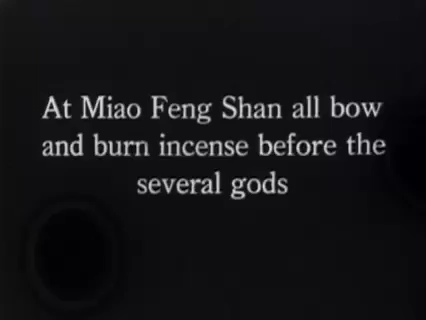 At Miao Feng Shan all bow
and burn incense before the
several gods